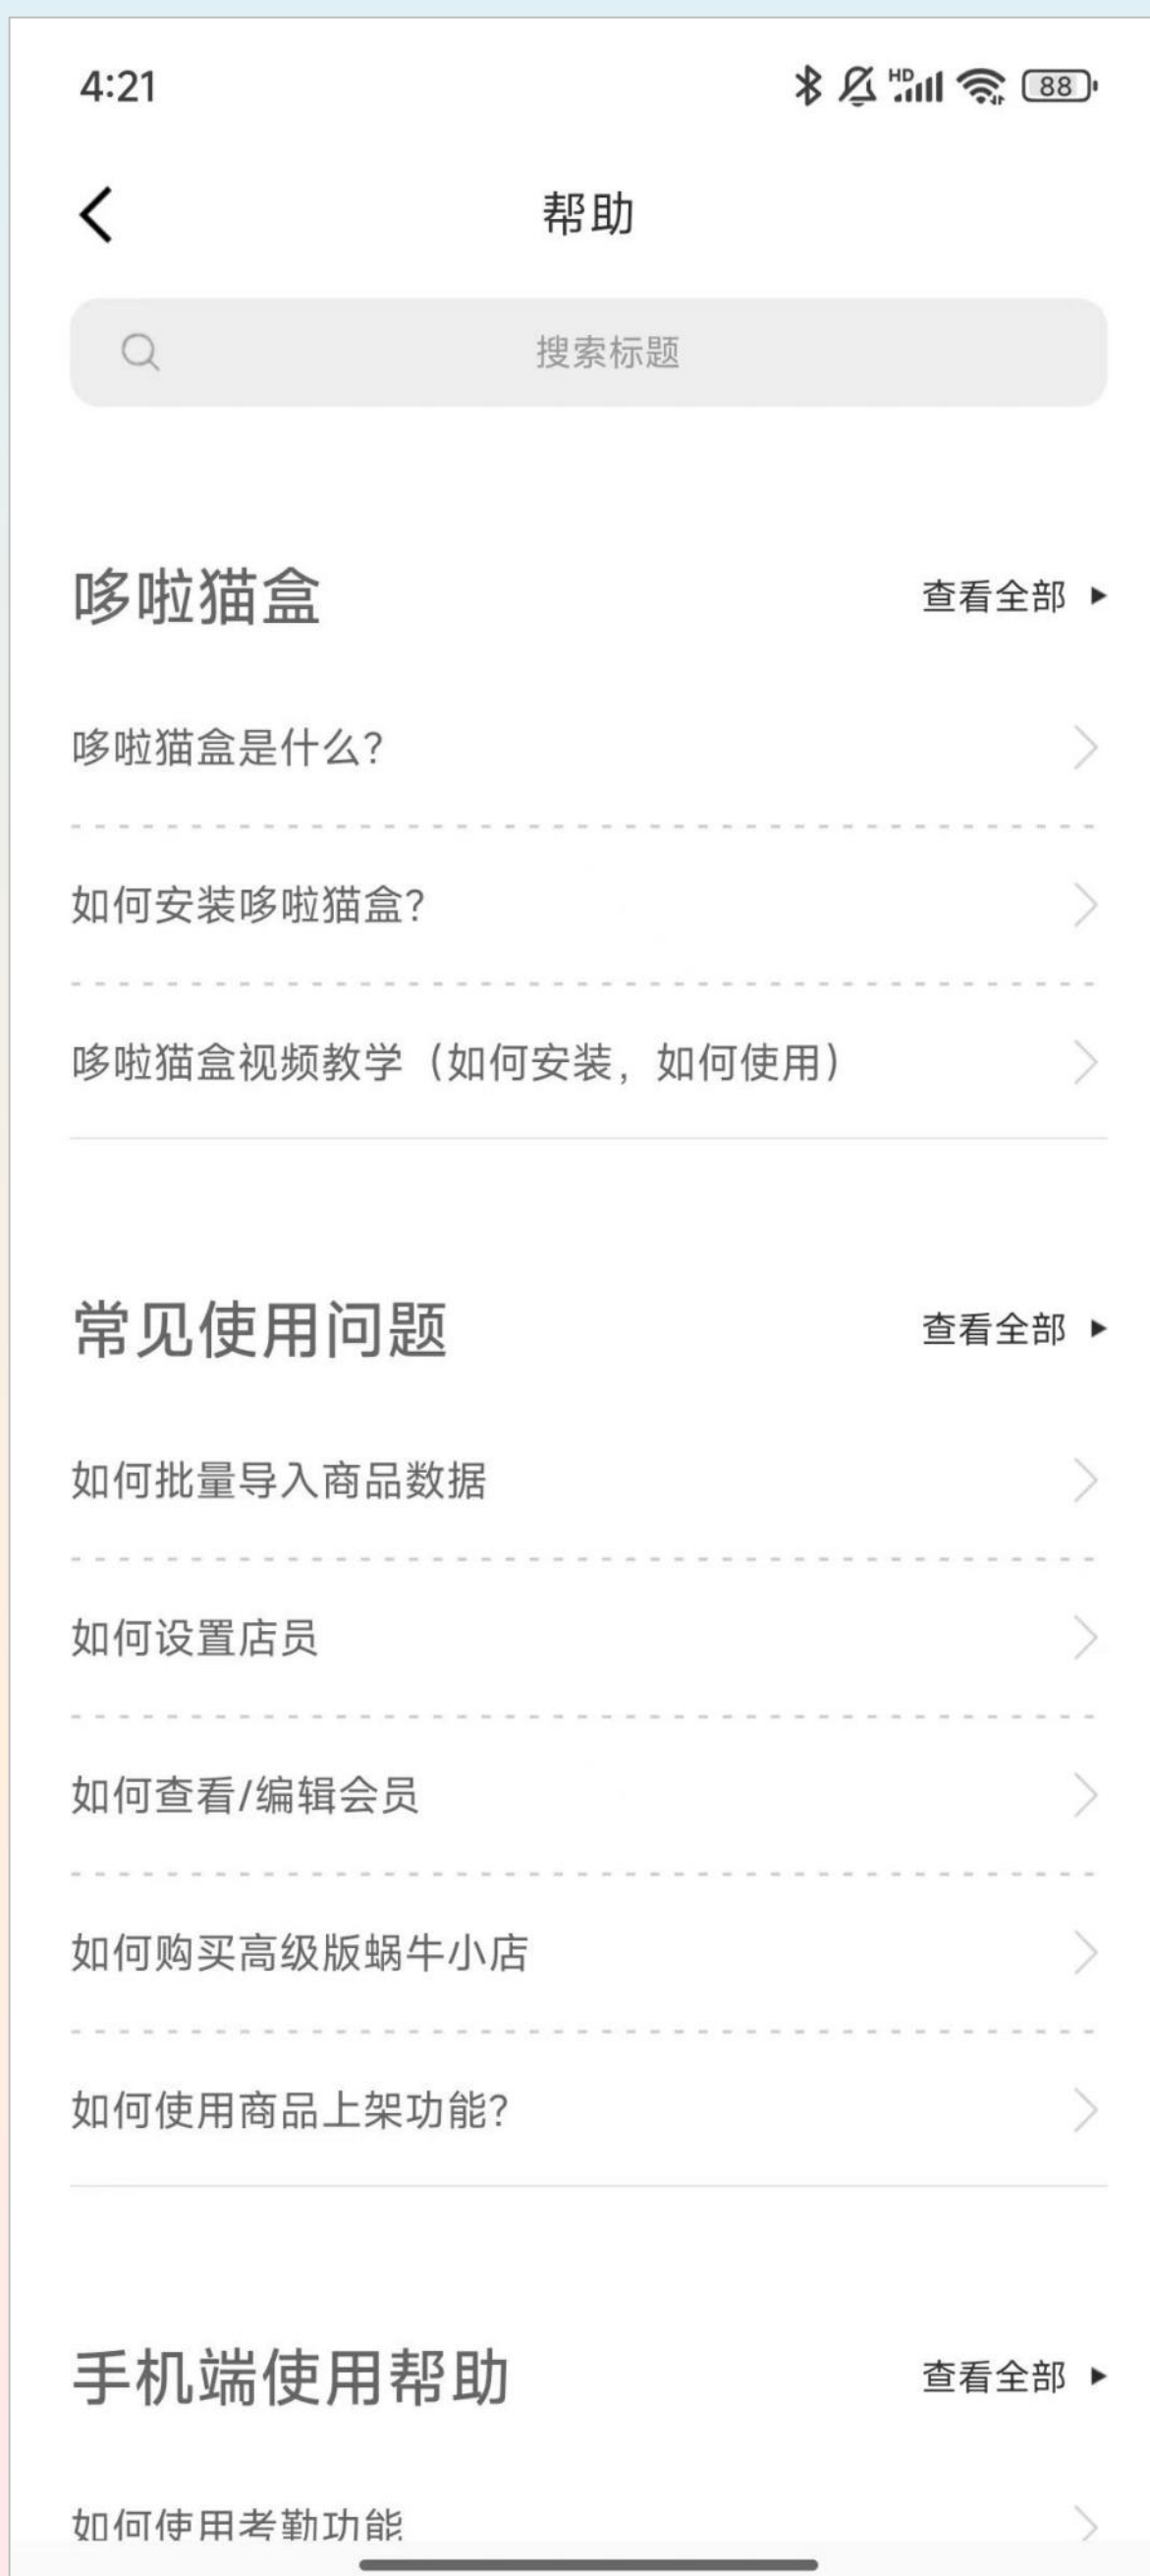 4:21
HD
88
帮助
搜索标题
哆啦猫盒
查看全部
哆啦猫盒是什么?
如何安装哆啦猫盒?
哆啦猫盒视频教学（如何安装，如何使用）
常见使用问题
查看全部
如何批量导入商品数据
如何设置店员
如何查看/编辑会员
如何购买高级版蜗牛小店
如何使用商品上架功能?
手机端使用帮助
查看全部
如何使用考勤功能